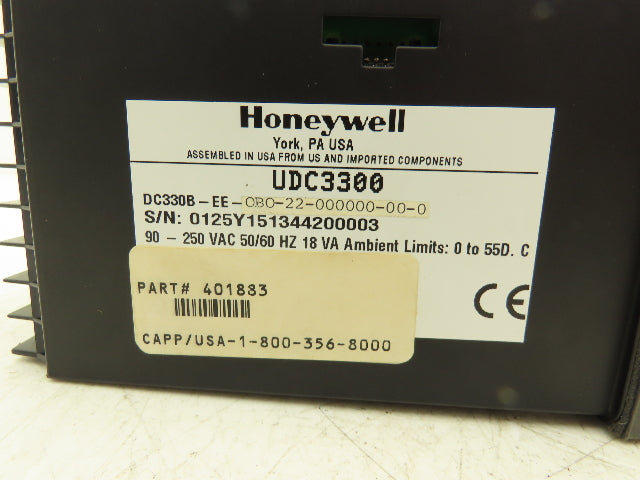 Honeywell
York, PA USA
ASSEMBLED IN USA FROM US AND IMPORTED COMPONENTS
UDC3300
DC330B-EE-OBO-22-000000-00-0
S/N: 0125Y151344200003
90 - 250 VAC 50/60 HZ 18 VA Ambient Limits: 0 to 55D. C
PART# 401883
CE
CAPP/USA-1-800-356-8000